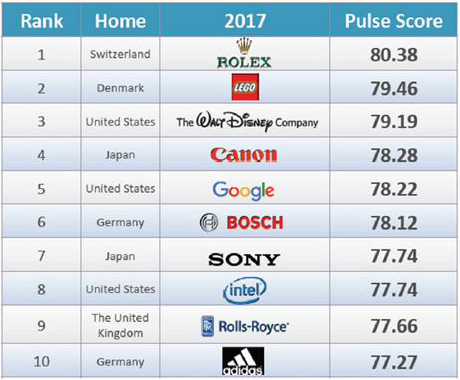 Rank Home 2017 Pulse Score
1 Switzerland ROLEX 80.38
2 Denmark LEGO 79.46
3 United States The WALT DISNEY Company 79.19
4 Japan Canon 78.28
5 United States Google 78.22
6 Germany BOSCH 78.12
7 Japan SONY 77.74
8 United States intel 77.74
9 The United Kingdom Rolls-Royce 77.66
10 Germany adidas 77.27